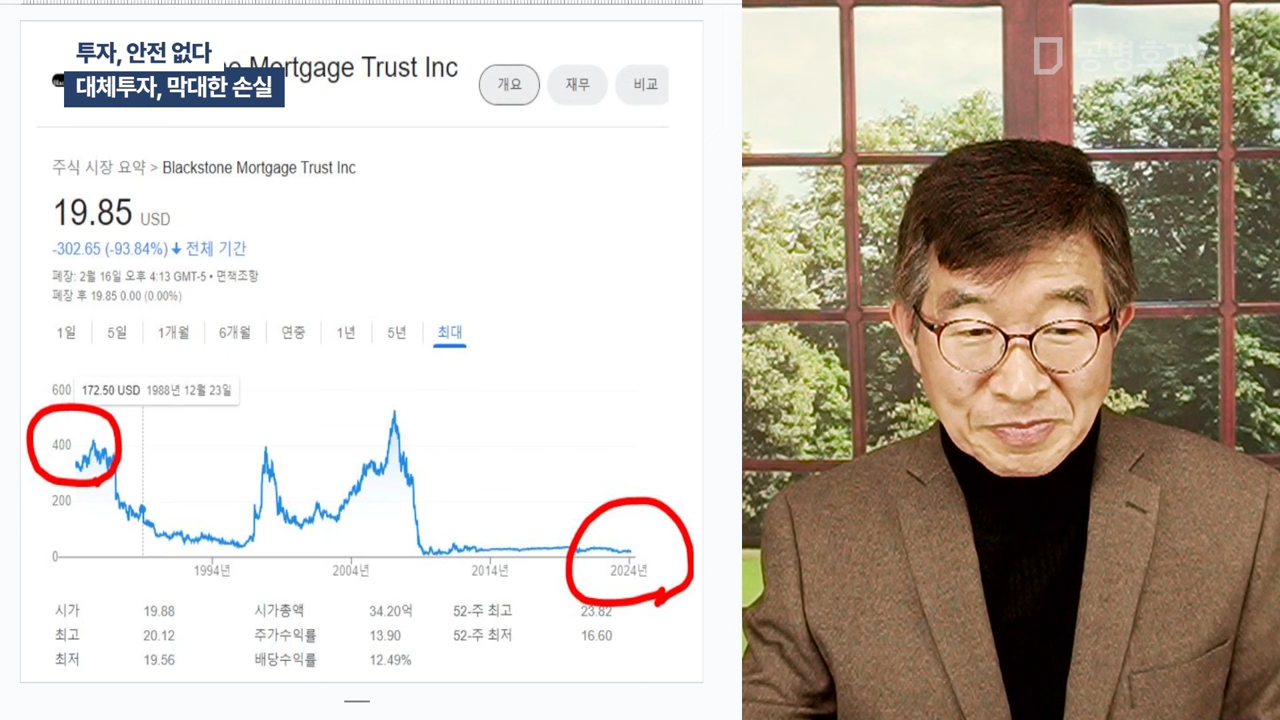 투자, 안전 없다
대체투자, 막대한 손실
Mortgage Trust Inc
개요
재무
비교
주식 시장 요약 > Blackstone Mortgage Trust Inc
19.85 USD
-302.65 (-93.84%) ↓ 전체 기간
폐장: 2월 16일 오후 4:13 GMT-5 • 면책조항
폐장 후 19.85 0.00 (0.00%)
1일 5일 1개월 6개월 연중 1년 5년 최대
600
172.50 USD 1988년 12월 23일
400
200
0
1994년 2004년 2014년 2024년
시가 19.88 시가총액 34.20억 52-주 최고 23.82
최고 20.12 주가수익률 13.90 52-주 최저 16.60
최저 19.56 배당수익률 12.49%
공병호TV